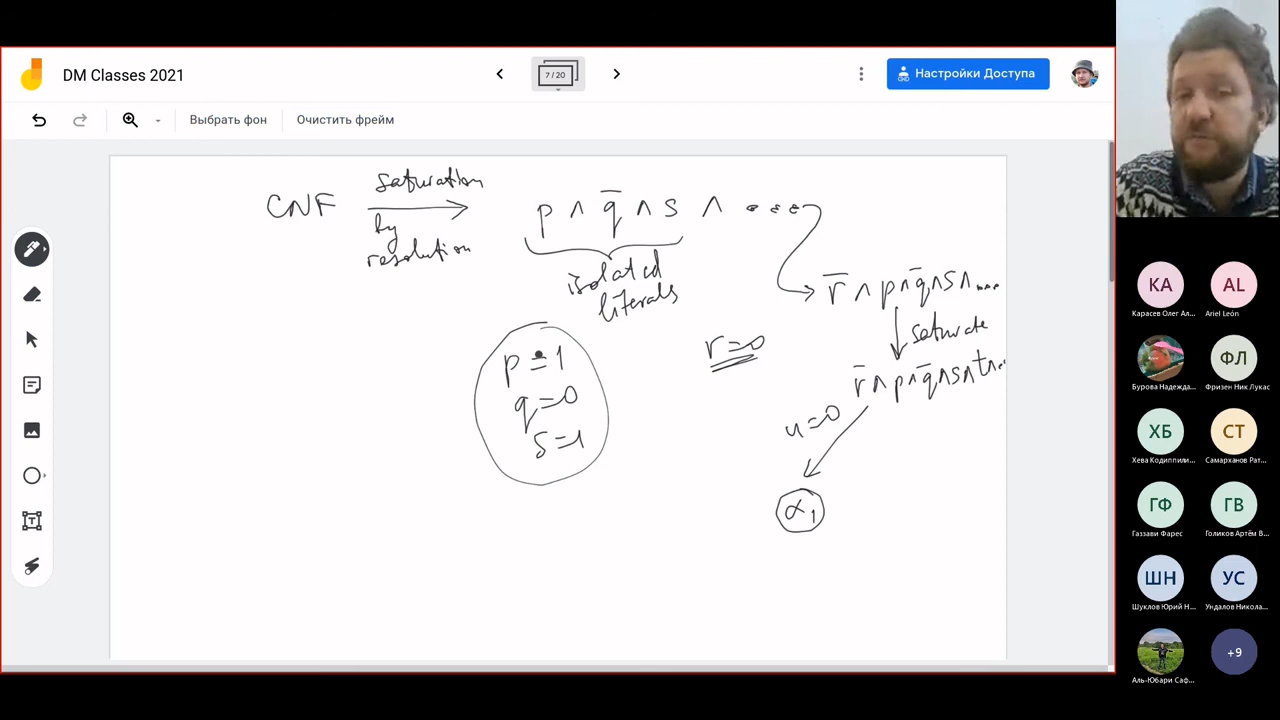 DM Classes 2021
7 / 20
Настройки Доступа
Выбрать фон
Очистить фрейм
CNF
saturation
by
resolution
p ∧ q̅ ∧ s ∧ ...
isolated
literals
r̅ ∧ p ∧ q̅ ∧ s ∧ ...
saturate
r̅ ∧ p ∧ q̅ ∧ s ∧ t ∧ ...
p = 1
q = 0
s = 1
r = 0
u = 0
α₁
КА
Карасев Олег Ал...
AL
Ariel León
Бурова Надежда...
ФЛ
Фризен Ник Лукас
ХБ
Хева Кодиппили...
СТ
Самарханов Рат...
ГФ
Газзави Фарес
ГВ
Голиков Артём В...
ШН
Шуклов Юрий Н...
УС
Ундалов Никола...
Аль-Юбари Саф...
+9